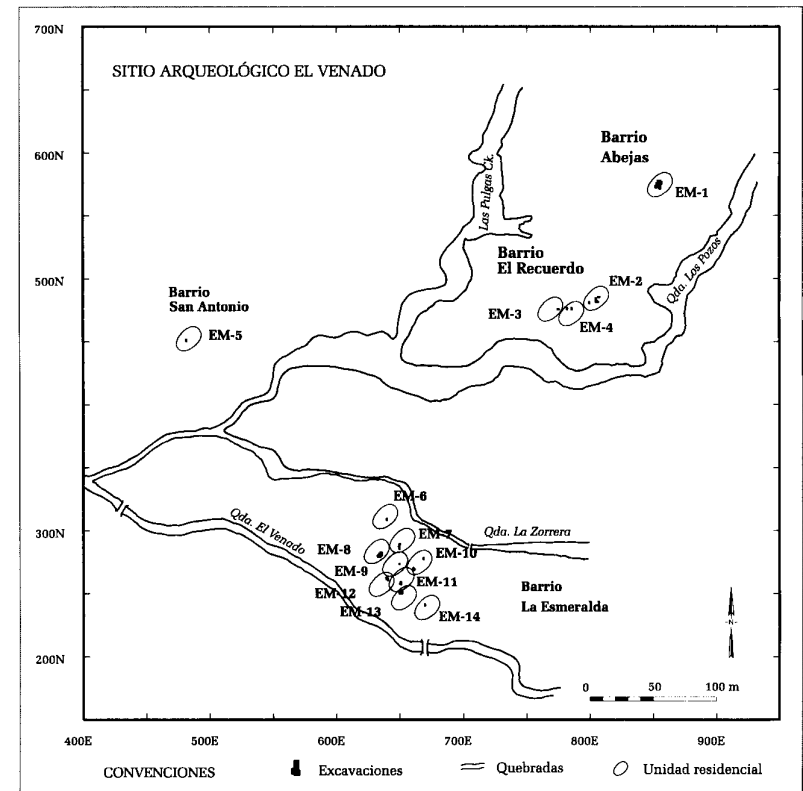 700N
SITIO ARQUEOLÓGICO EL VENADO
600N
Barrio
Abejas
EM-1
Las Pulgas Ck.
Barrio
El Recuerdo
EM-2
Qda. Los Pozos
500N
Barrio
San Antonio
EM-3
EM-4
EM-5
EM-6
300N
Qda. El Venado
EM-7
Qda. La Zorrera
EM-8
EM-10
EM-9
EM-11
EM-12
Barrio
La Esmeralda
EM-13
EM-14
N
200N
0 50 100 m
400E 500E 600E 700E 800E 900E
CONVENCIONES Excavaciones Quebradas Unidad residencial